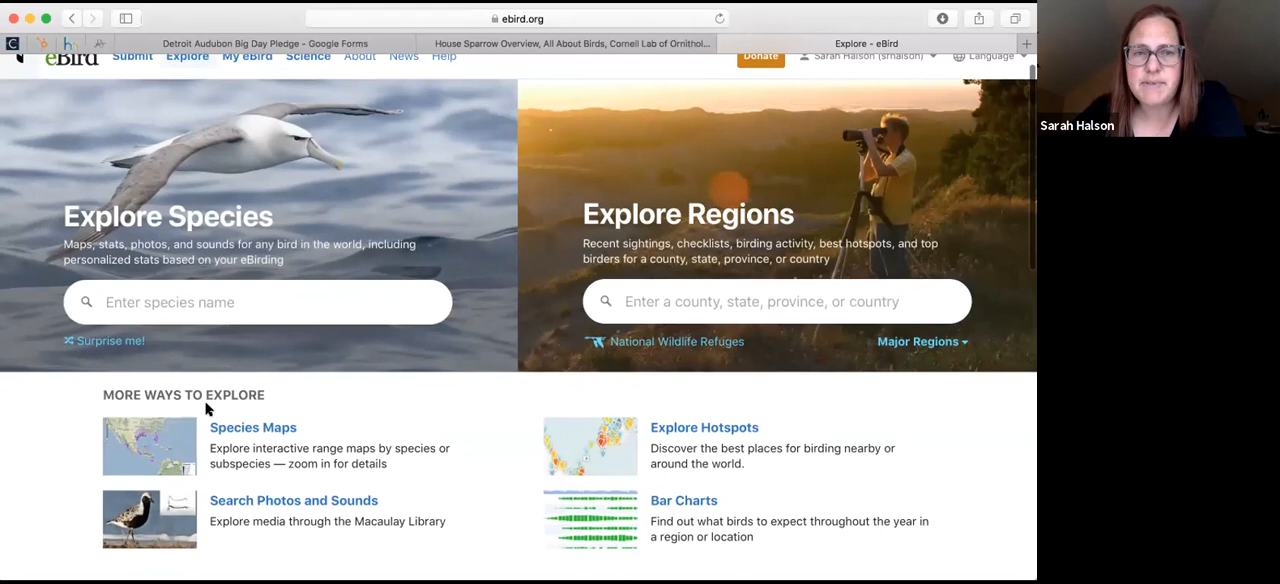 ebird.org
Detroit Audubon Big Day Pledge - Google Forms
House Sparrow Overview, All About Birds, Cornell Lab of Ornithol...
Explore - eBird
eBird
Submit
Explore
My eBird
Science
About
News
Help
Donate
Sarah Halson (srhalson)
Language
Sarah Halson
Explore Species
Maps, stats, photos, and sounds for any bird in the world, including
personalized stats based on your eBirding
Enter species name
Surprise me!
Explore Regions
Recent sightings, checklists, birding activity, best hotspots, and top
birders for a county, state, province, or country
Enter a county, state, province, or country
National Wildlife Refuges
Major Regions
MORE WAYS TO EXPLORE
Species Maps
Explore interactive range maps by species or
subspecies — zoom in for details
Explore Hotspots
Discover the best places for birding nearby or
around the world.
Search Photos and Sounds
Explore media through the Macaulay Library
Bar Charts
Find out what birds to expect throughout the year in
a region or location